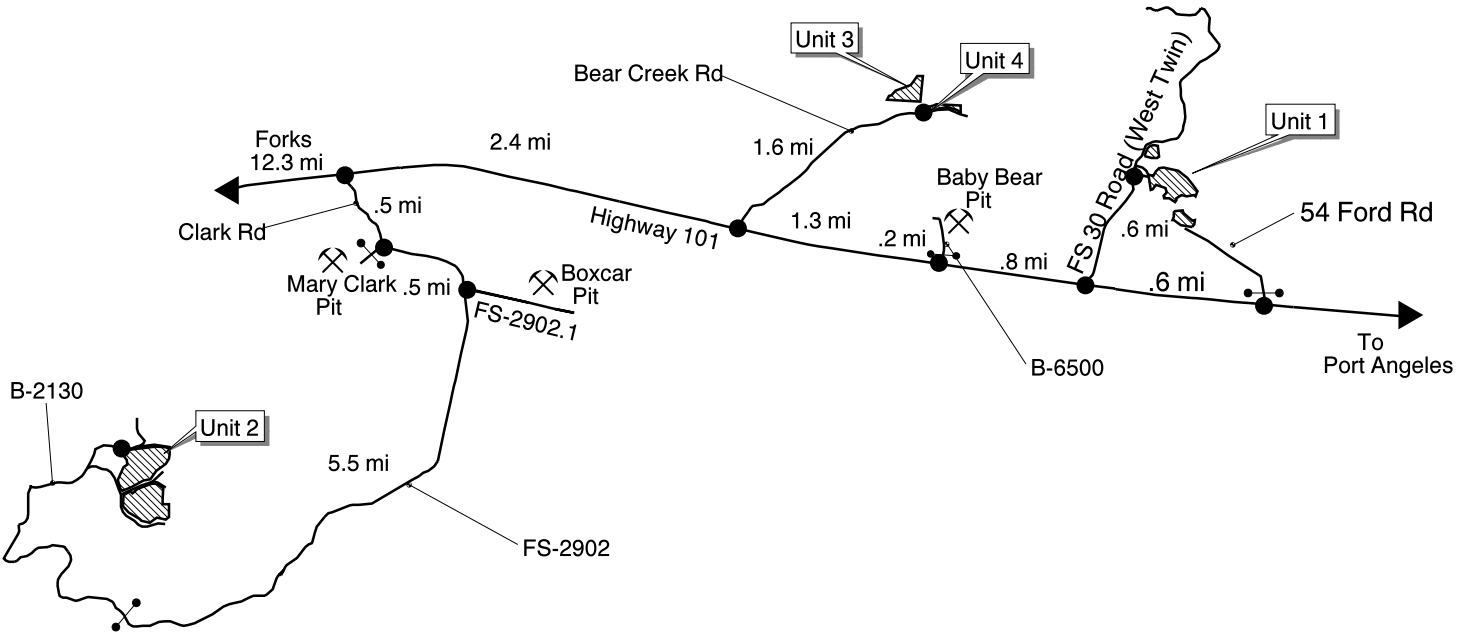 Unit 3
Unit 4
Bear Creek Rd
Unit 1
FS 30 Road (West Twin)
Forks
12.3 mi
2.4 mi
1.6 mi
Baby Bear
Pit
54 Ford Rd
.5 mi
Clark Rd
Highway 101
1.3 mi
.2 mi
.6 mi
.8 mi
.6 mi
Mary Clark
Pit
.5 mi
Boxcar
Pit
FS-2902.1
To
Port Angeles
B-6500
B-2130
Unit 2
5.5 mi
FS-2902